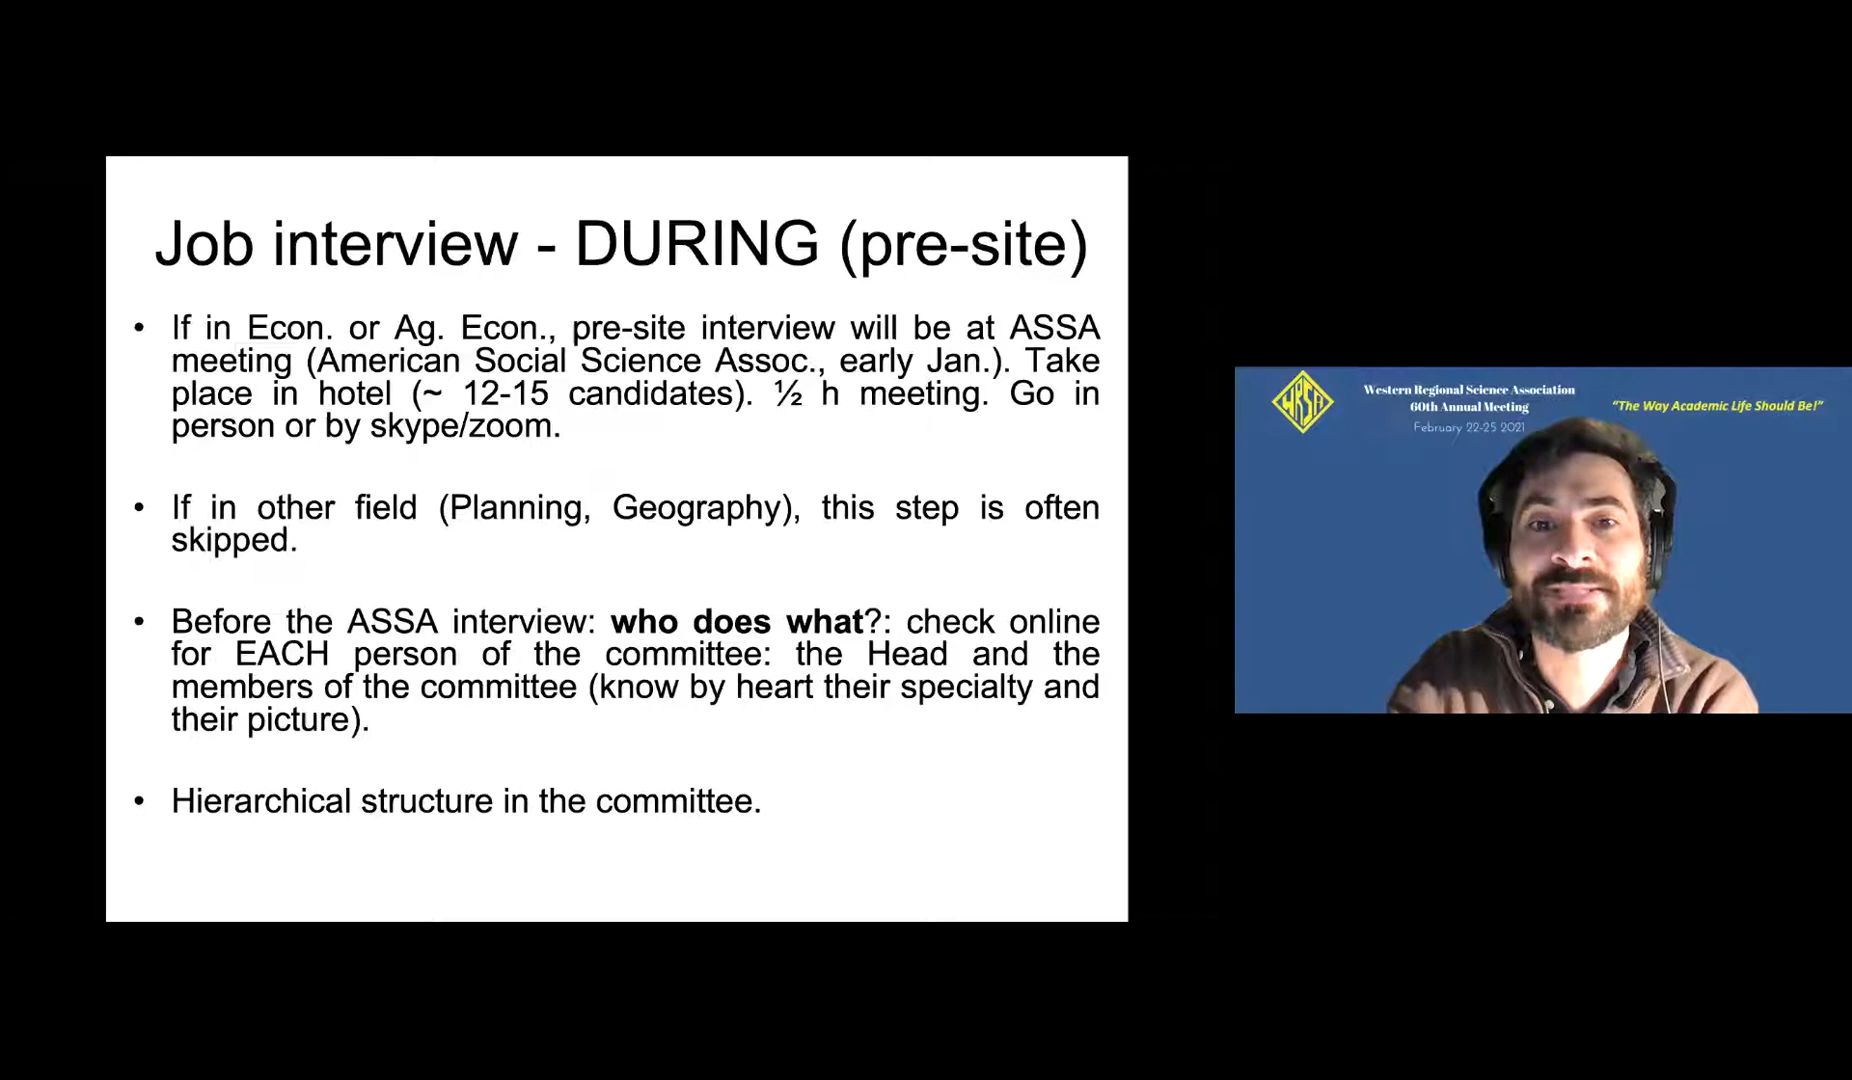 Job interview - DURING (pre-site)
• If in Econ. or Ag. Econ., pre-site interview will be at ASSA
meeting (American Social Science Assoc., early Jan.). Take
place in hotel (~ 12-15 candidates). ½ h meeting. Go in
person or by skype/zoom.
• If in other field (Planning, Geography), this step is often
skipped.
• Before the ASSA interview: who does what?: check online
for EACH person of the committee: the Head and the
members of the committee (know by heart their specialty and
their picture).
• Hierarchical structure in the committee.
WRSA
Western Regional Science Association
60th Annual Meeting
February 22-25 2021
“The Way Academic Life Should Be!”